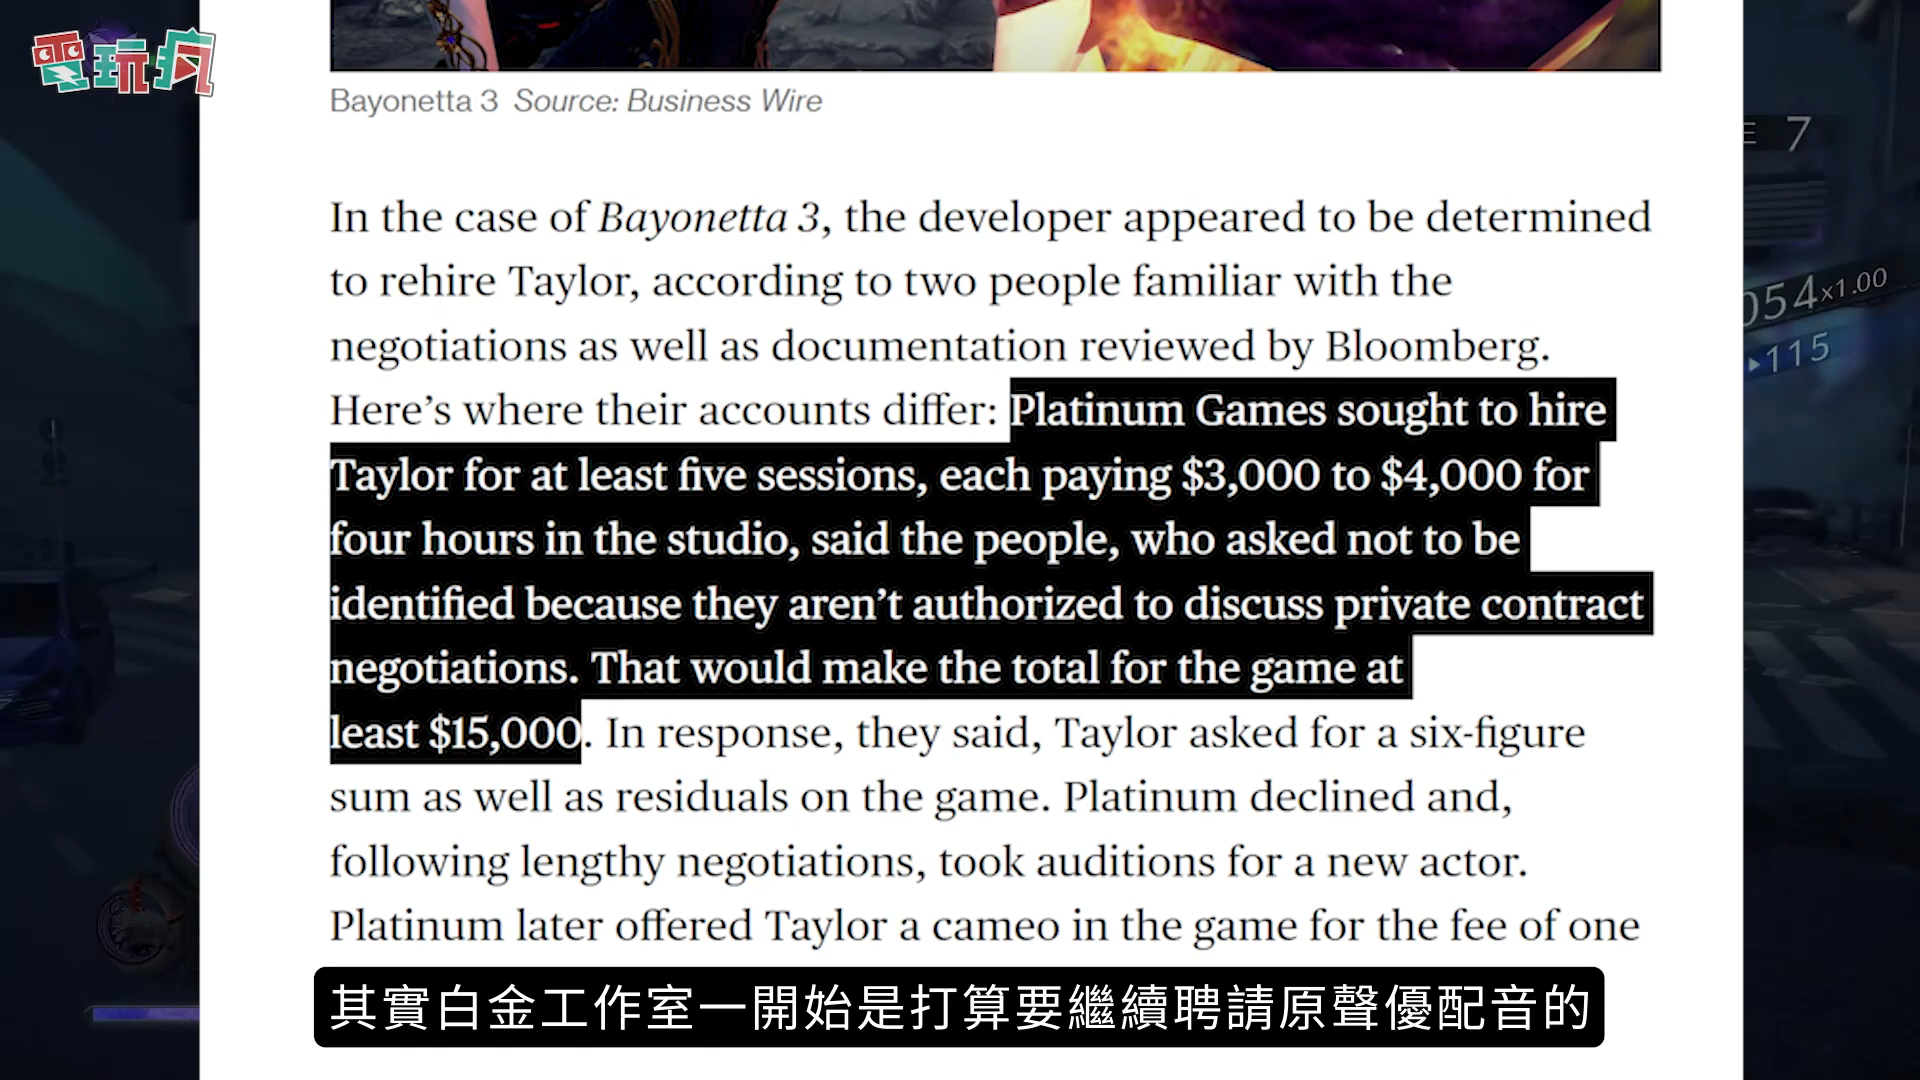 電玩瘋
Bayonetta 3 Source: Business Wire
7
In the case of Bayonetta 3, the developer appeared to be determined
to rehire Taylor, according to two people familiar with the
054x1.00
negotiations as well as documentation reviewed by Bloomberg.
115
Here’s where their accounts differ: Platinum Games sought to hire
Taylor for at least five sessions, each paying $3,000 to $4,000 for
four hours in the studio, said the people, who asked not to be
identified because they aren’t authorized to discuss private contract
negotiations. That would make the total for the game at
least $15,000. In response, they said, Taylor asked for a six-figure
sum as well as residuals on the game. Platinum declined and,
following lengthy negotiations, took auditions for a new actor.
Platinum later offered Taylor a cameo in the game for the fee of one
其實白金工作室一開始是打算要繼續聘請原聲優配音的